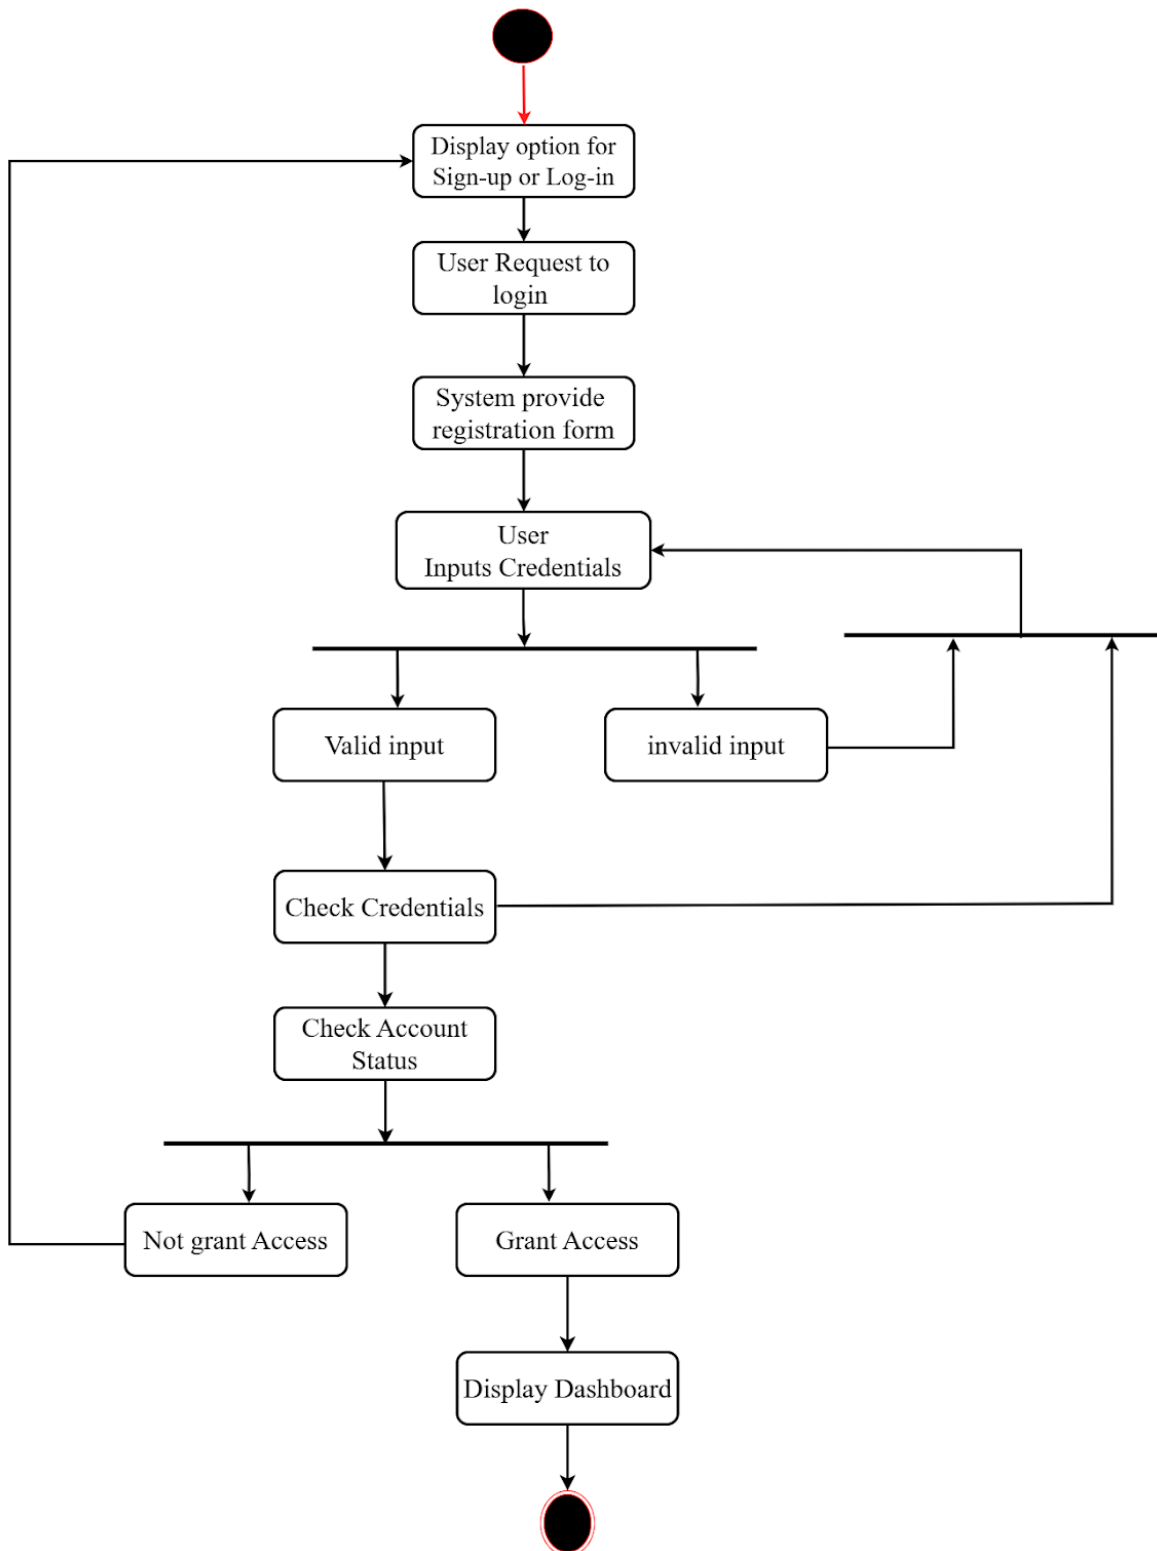 Display option for
Sign-up or Log-in
User Request to
login
System provide
registration form
User
Inputs Credentials
Valid input
invalid input
Check Credentials
Check Account
Status
Not grant Access
Grant Access
Display Dashboard